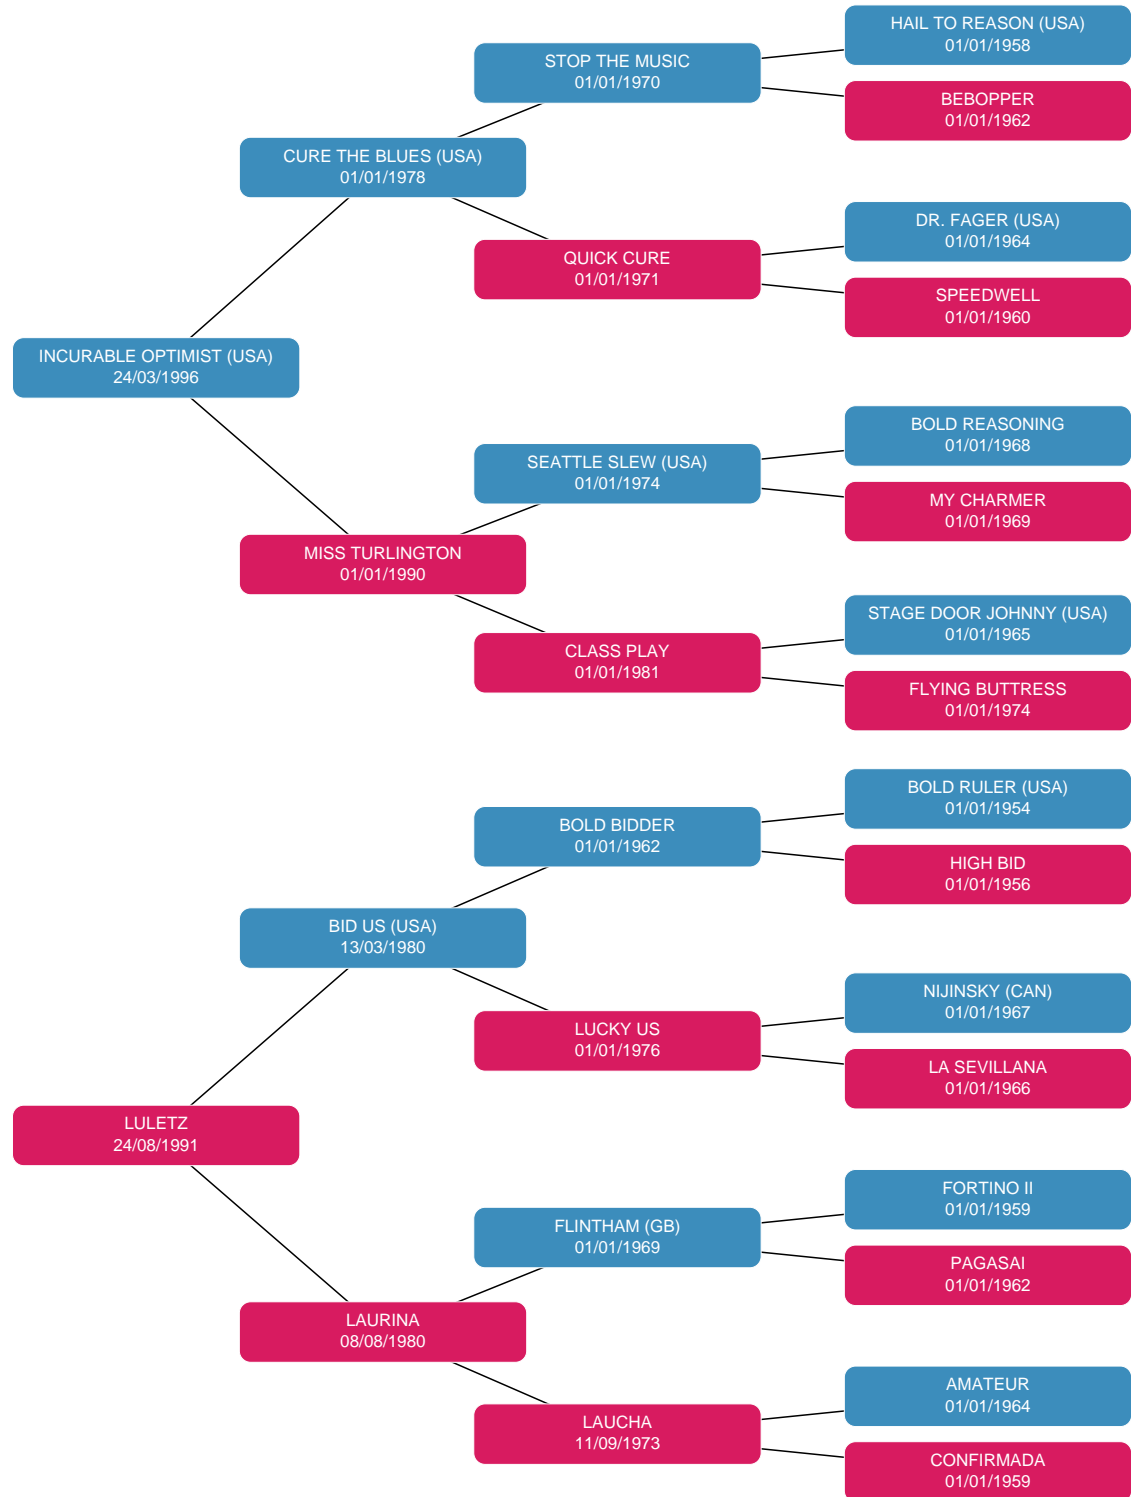 HAIL TO REASON (USA)
01/01/1958
STOP THE MUSIC
01/01/1970
BEBOPPER
01/01/1962
CURE THE BLUES (USA)
01/01/1978
DR. FAGER (USA)
01/01/1964
QUICK CURE
01/01/1971
SPEEDWELL
01/01/1960
INCURABLE OPTIMIST (USA)
24/03/1996
BOLD REASONING
01/01/1968
SEATTLE SLEW (USA)
01/01/1974
MY CHARMER
01/01/1969
MISS TURLINGTON
01/01/1990
STAGE DOOR JOHNNY (USA)
01/01/1965
CLASS PLAY
01/01/1981
FLYING BUTTRESS
01/01/1974
BOLD RULER (USA)
01/01/1954
BOLD BIDDER
01/01/1962
HIGH BID
01/01/1956
BID US (USA)
13/03/1980
NIJINSKY (CAN)
01/01/1967
LUCKY US
01/01/1976
LA SEVILLANA
01/01/1966
LULETZ
24/08/1991
FORTINO II
01/01/1959
FLINTHAM (GB)
01/01/1969
PAGASAI
01/01/1962
LAURINA
08/08/1980
AMATEUR
01/01/1964
LAUCHA
11/09/1973
CONFIRMADA
01/01/1959